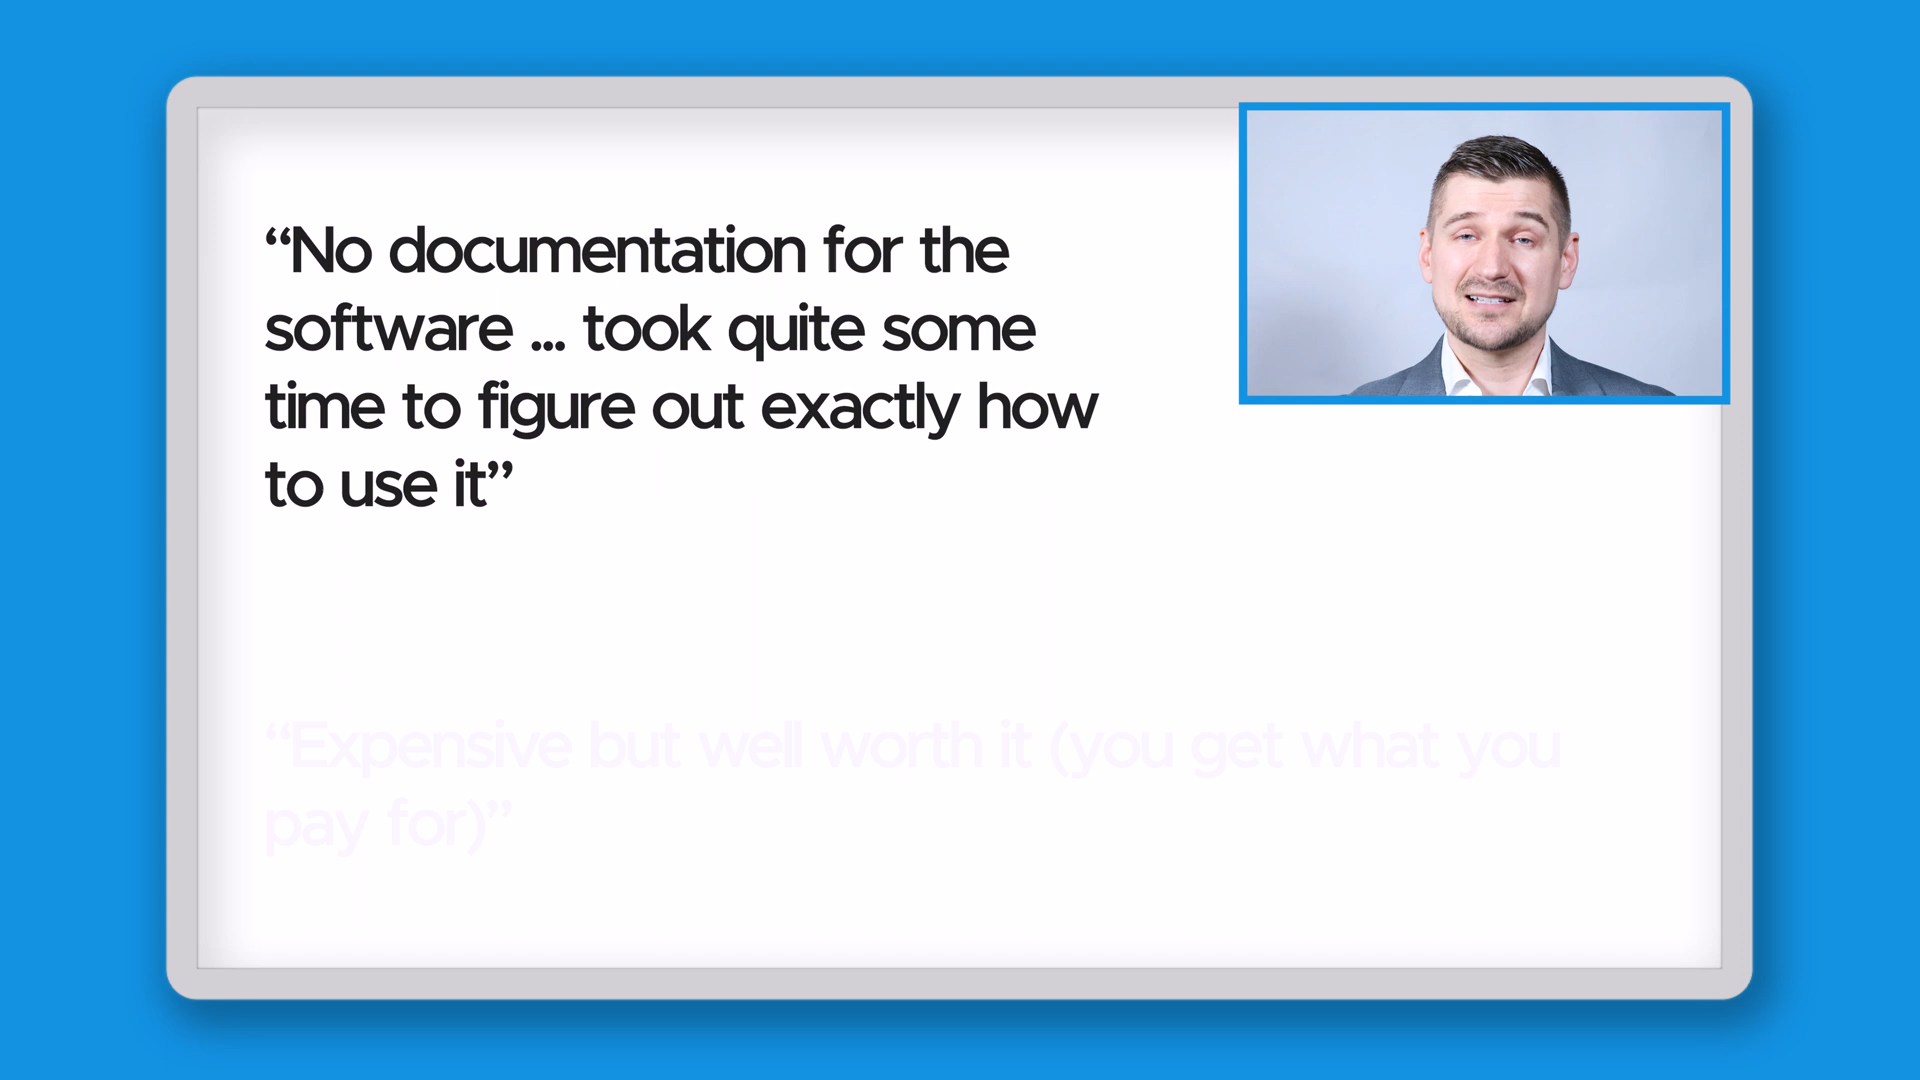 “No documentation for the
software ... took quite some
time to figure out exactly how
to use it”
“Expensive but well worth it (you get what you
pay for)”